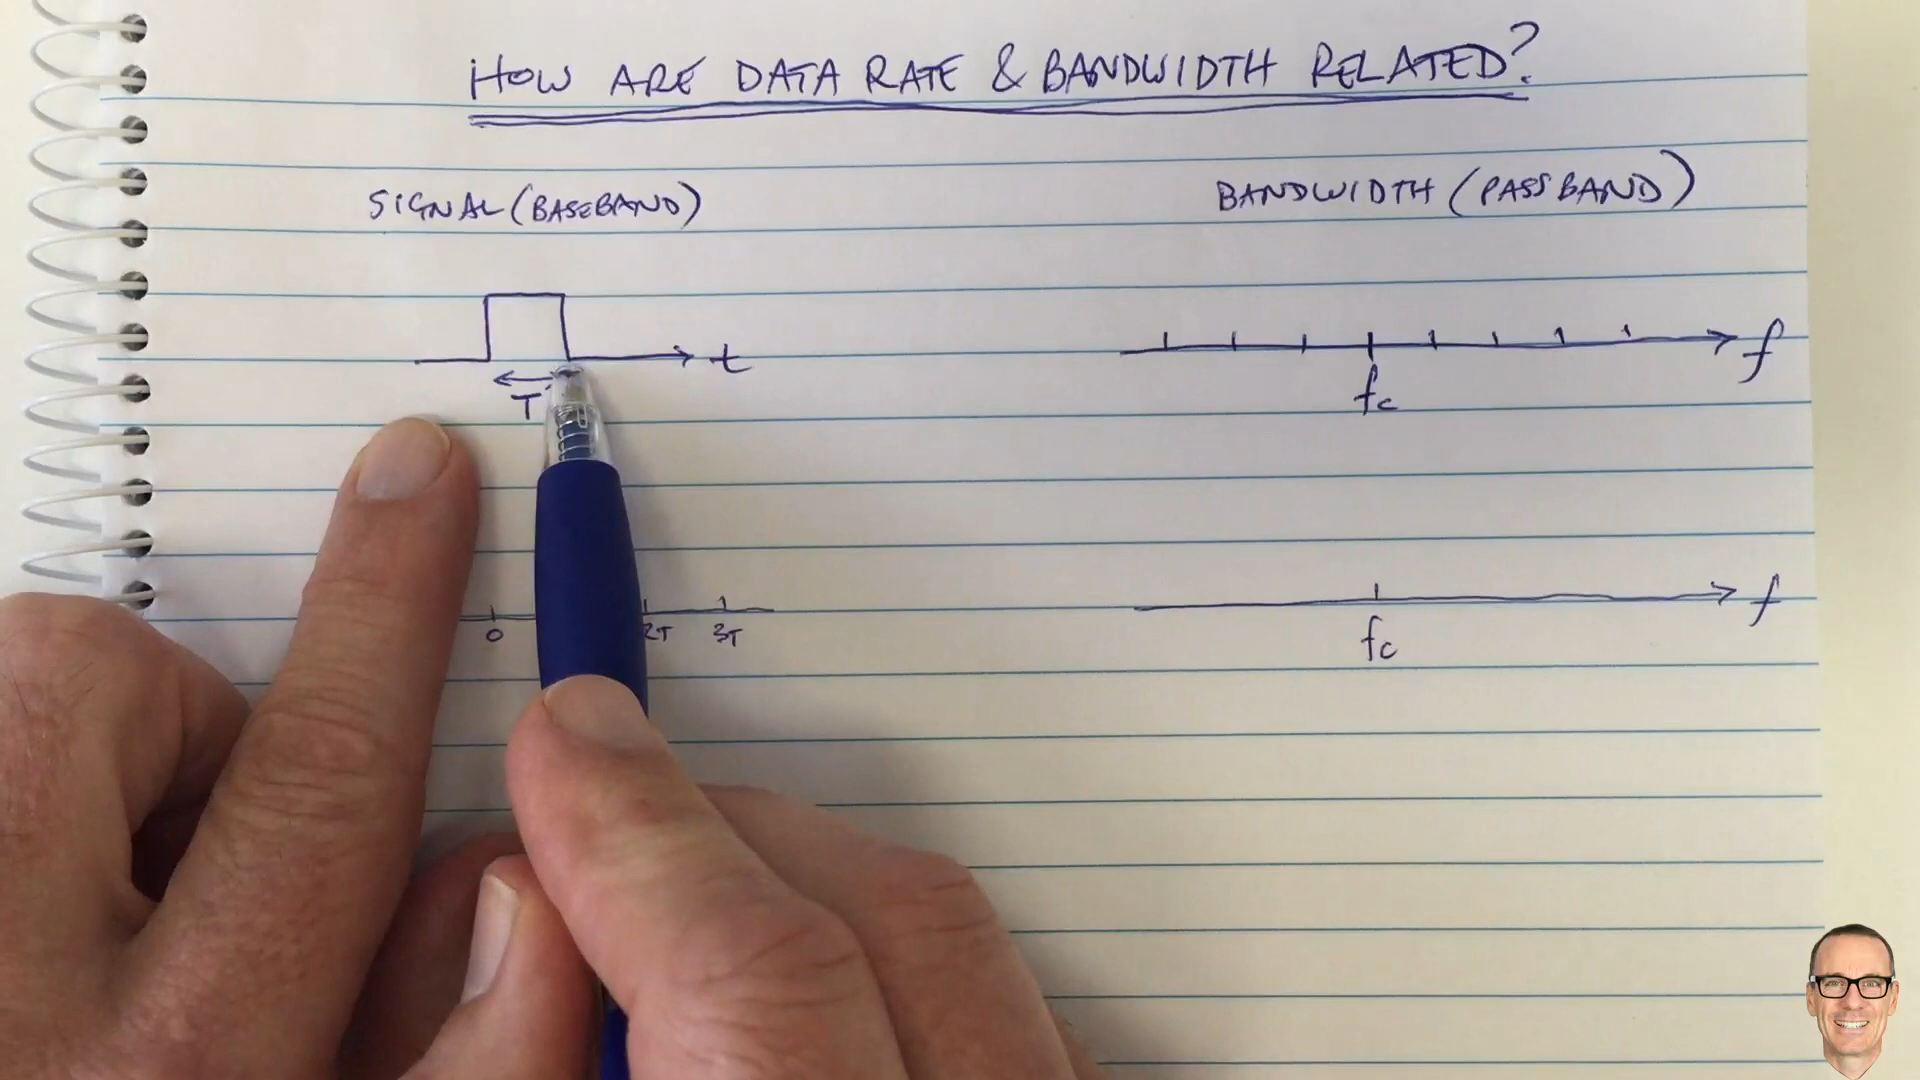 HOW ARE DATA RATE & BANDWIDTH RELATED?
SIGNAL (BASEBAND)
BANDWIDTH (PASSBAND)
t
T
f
fc
0
2T
3T
f
fc